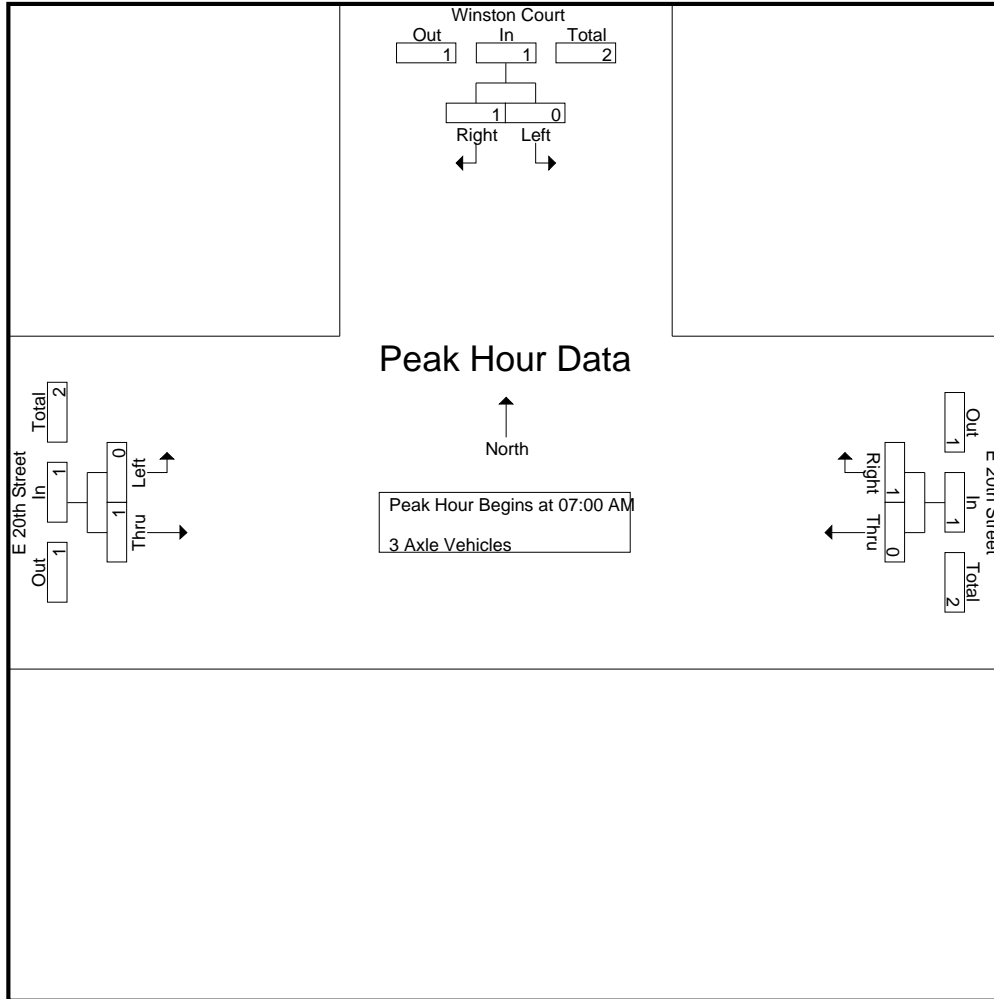 Winston Court
Out In Total
1 1 2
1 0
Right Left
Peak Hour Data
North
Peak Hour Begins at 07:00 AM
3 Axle Vehicles
E 20th Street
Total In Out
2 1 1
0 1
Left Thru
E 20th Street
Out In Total
1 1 2
1 0
Right Thru